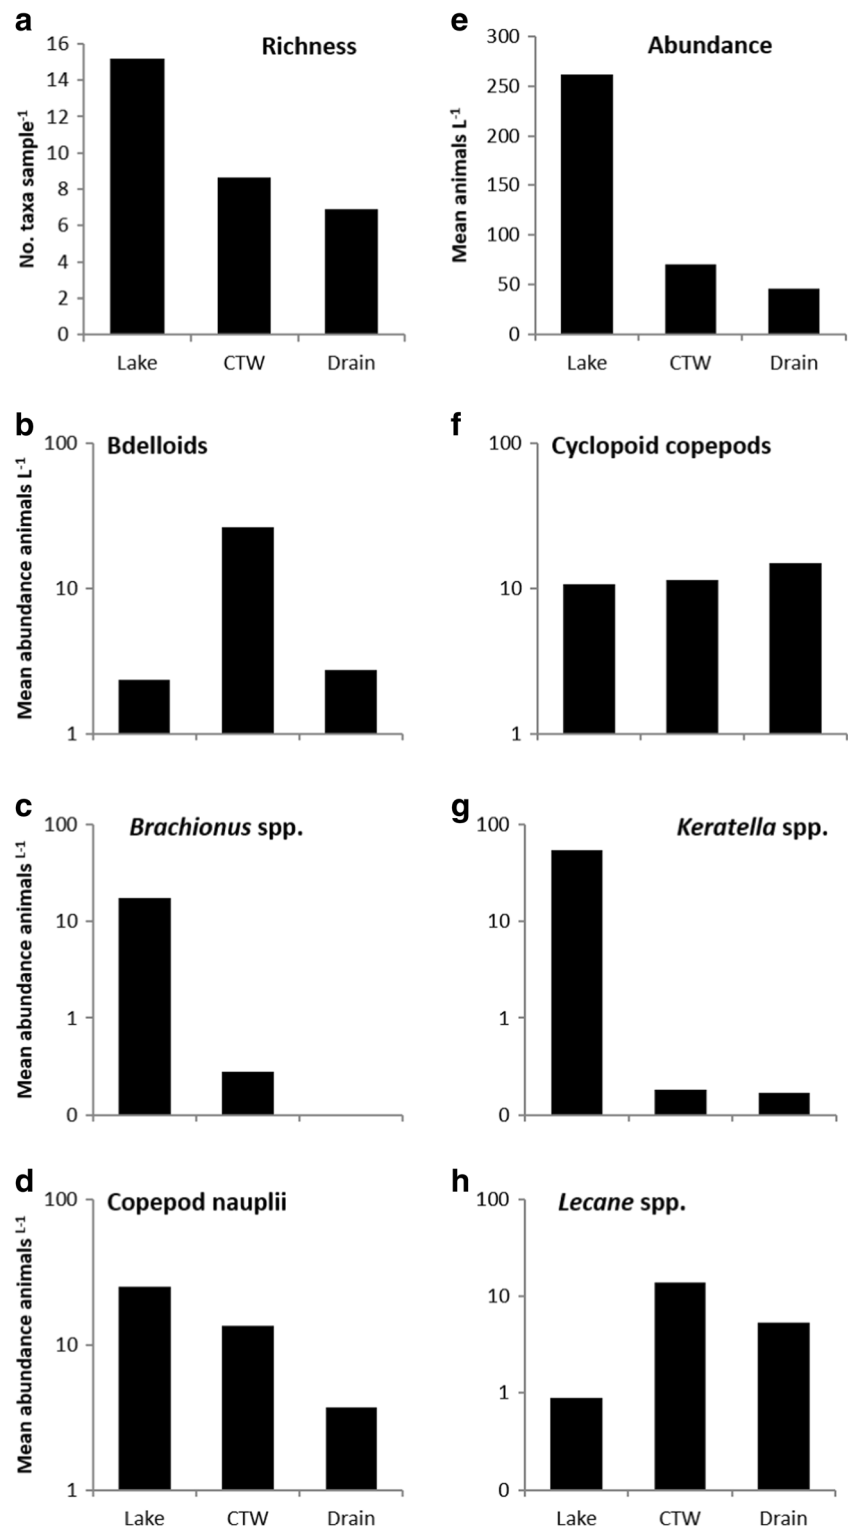 a
Richness
No. taxa sample-1
16
14
12
10
8
6
4
2
0
Lake CTW Drain
e
Abundance
Mean animals L-1
300
250
200
150
100
50
0
Lake CTW Drain
b
Bdelloids
Mean abundance animals L-1
100
10
1
f
Cyclopoid copepods
100
10
1
c
Brachionus spp.
Mean abundance animals L-1
100
10
1
0
g
Keratella spp.
100
10
1
0
d
Copepod nauplii
Mean abundance animals L-1
100
10
1
Lake CTW Drain
h
Lecane spp.
100
10
1
0
Lake CTW Drain